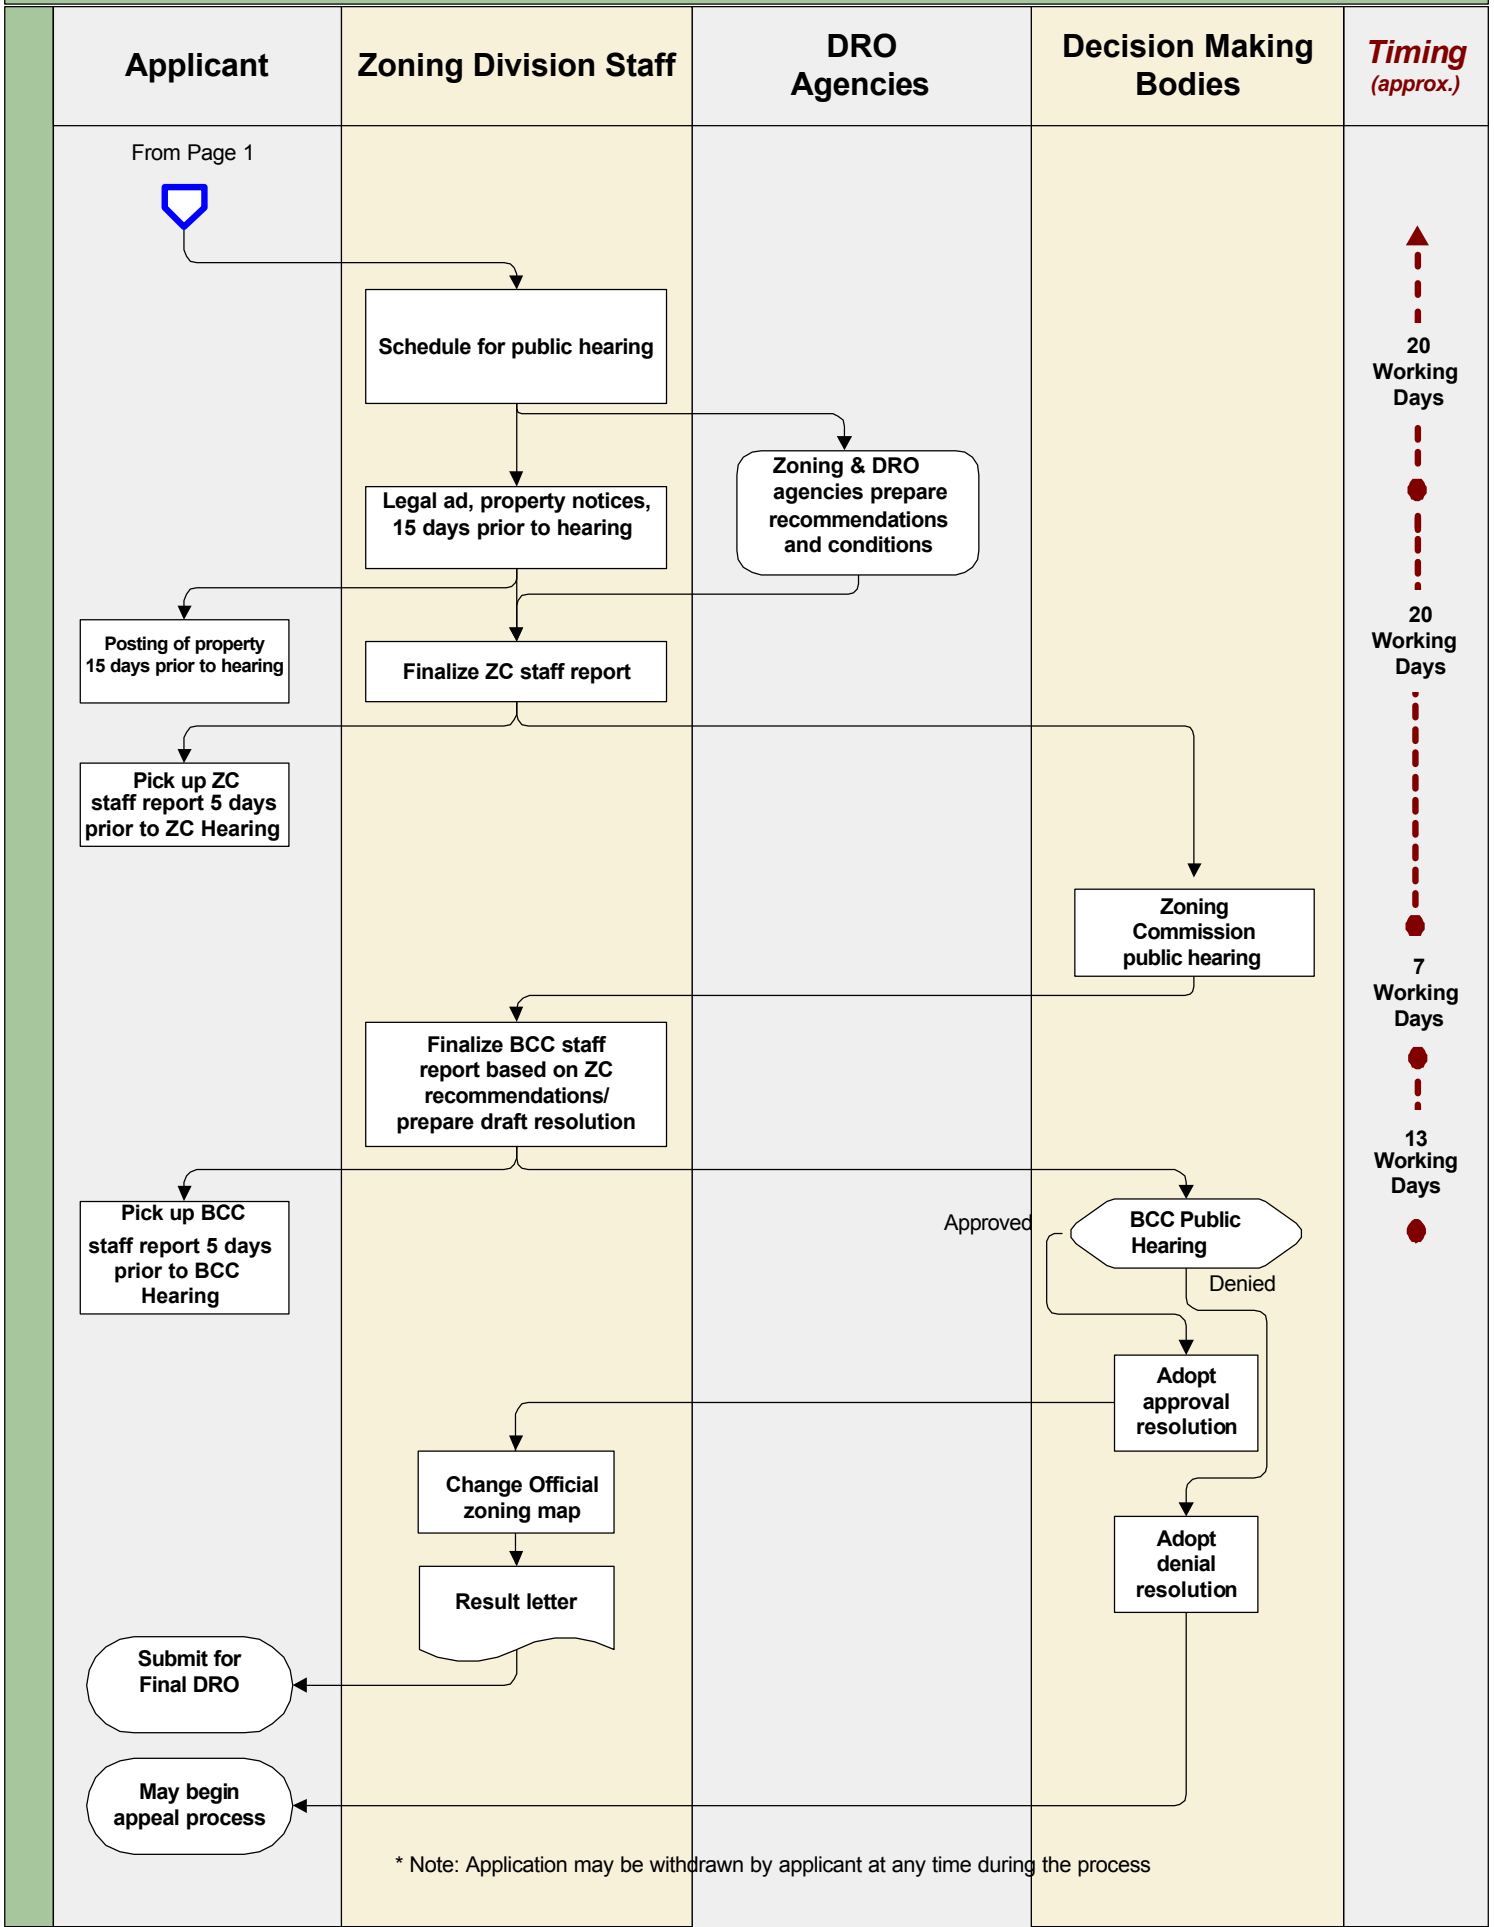 Applicant
Zoning Division Staff
DRO
Agencies
Decision Making
Bodies
Timing
(approx.)
From Page 1
Schedule for public hearing
20
Working
Days
Legal ad, property notices,
15 days prior to hearing
Zoning & DRO
agencies prepare
recommendations
and conditions
Posting of property
15 days prior to hearing
Finalize ZC staff report
20
Working
Days
Pick up ZC
staff report 5 days
prior to ZC Hearing
Zoning
Commission
public hearing
7
Working
Days
Finalize BCC staff
report based on ZC
recommendations/
prepare draft resolution
13
Working
Days
Pick up BCC
staff report 5 days
prior to BCC
Hearing
Approved
BCC Public
Hearing
Denied
Adopt
approval
resolution
Change Official
zoning map
Adopt
denial
resolution
Result letter
Submit for
Final DRO
May begin
appeal process
* Note: Application may be withdrawn by applicant at any time during the process